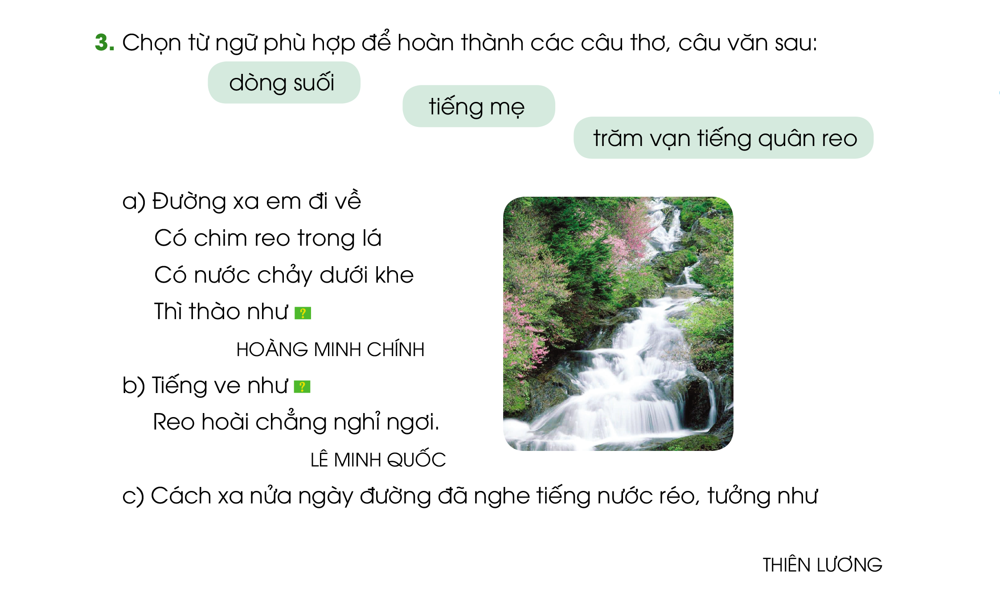 3. Chọn từ ngữ phù hợp để hoàn thành các câu thơ, câu văn sau:
dòng suối
tiếng mẹ
trăm vạn tiếng quân reo
a) Đường xa em đi về
Có chim reo trong lá
Có nước chảy dưới khe
Thì thào như ?
HOÀNG MINH CHÍNH
b) Tiếng ve như ?
Reo hoài chẳng nghỉ ngơi.
LÊ MINH QUỐC
c) Cách xa nửa ngày đường đã nghe tiếng nước réo, tưởng như
THIÊN LƯƠNG